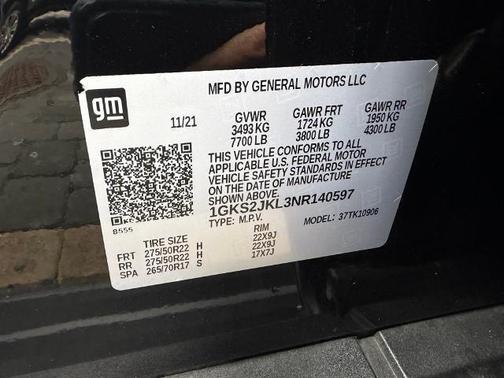 gm
MFD BY GENERAL MOTORS LLC
11/21 GVWR GAWR FRT GAWR RR
3493 KG 1724 KG 1950 KG
7700 LB 3800 LB 4300 LB
THIS VEHICLE CONFORMS TO ALL
APPLICABLE U.S. FEDERAL MOTOR
VEHICLE SAFETY STANDARDS IN EFFECT
ON THE DATE OF MANUFACTURE
SHOWN ABOVE.
1GKS2JKL3NR140597
TYPE: M.P.V. MODEL: 37TK10906
8555
TIRE SIZE RIM
FRT 275/50R22 H 22X9J
RR 275/50R22 H 22X9J
SPA 265/70R17 S 17X7J